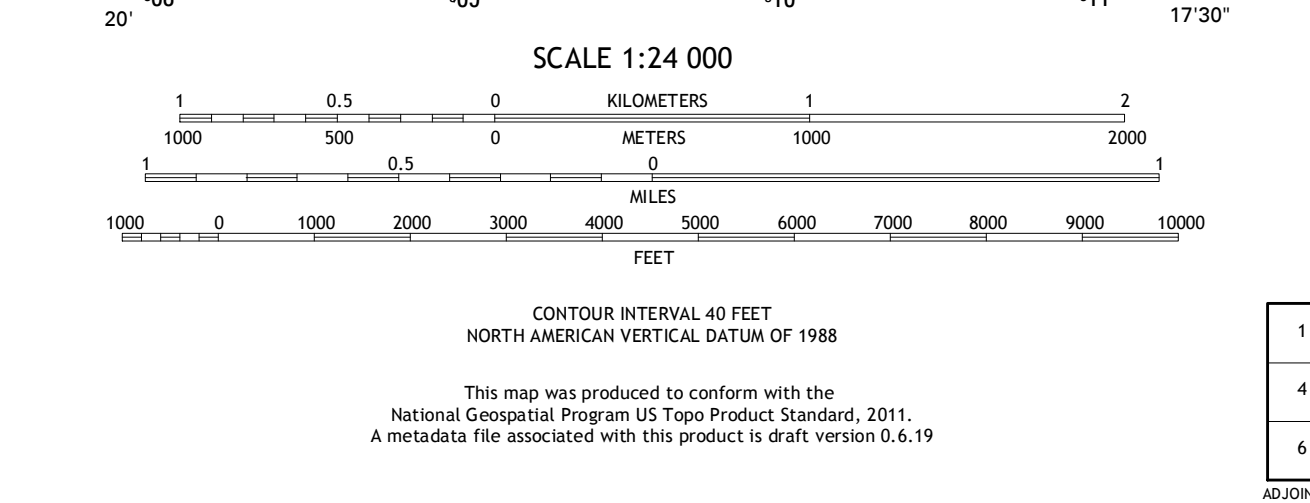 20'
17'30"
SCALE 1:24 000
1 0.5 0 KILOMETERS 1 2
1000 500 0 METERS 1000 2000
1 0.5 0 1
MILES
1000 0 1000 2000 3000 4000 5000 6000 7000 8000 9000 10000
FEET
CONTOUR INTERVAL 40 FEET
NORTH AMERICAN VERTICAL DATUM OF 1988
This map was produced to conform with the
National Geospatial Program US Topo Product Standard, 2011.
A metadata file associated with this product is draft version 0.6.19
1
4
6